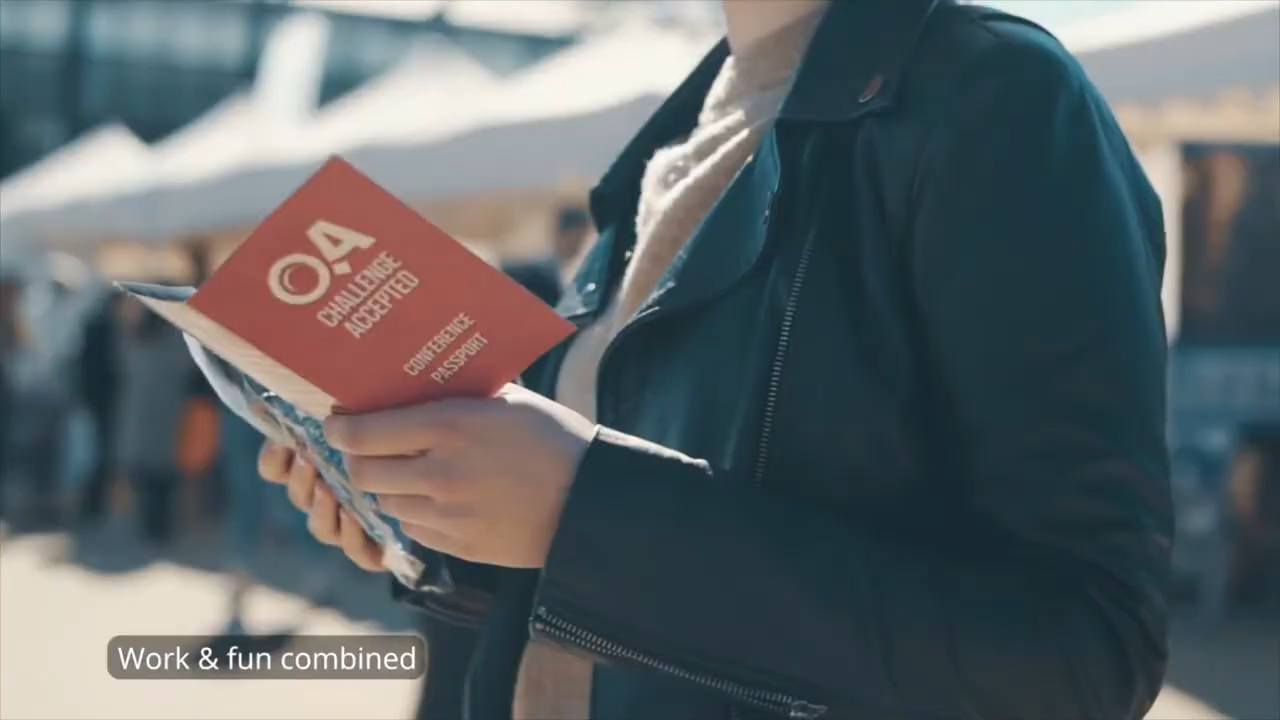 QA
CHALLENGE
ACCEPTED
CONFERENCE
PASSPORT
Work & fun combined